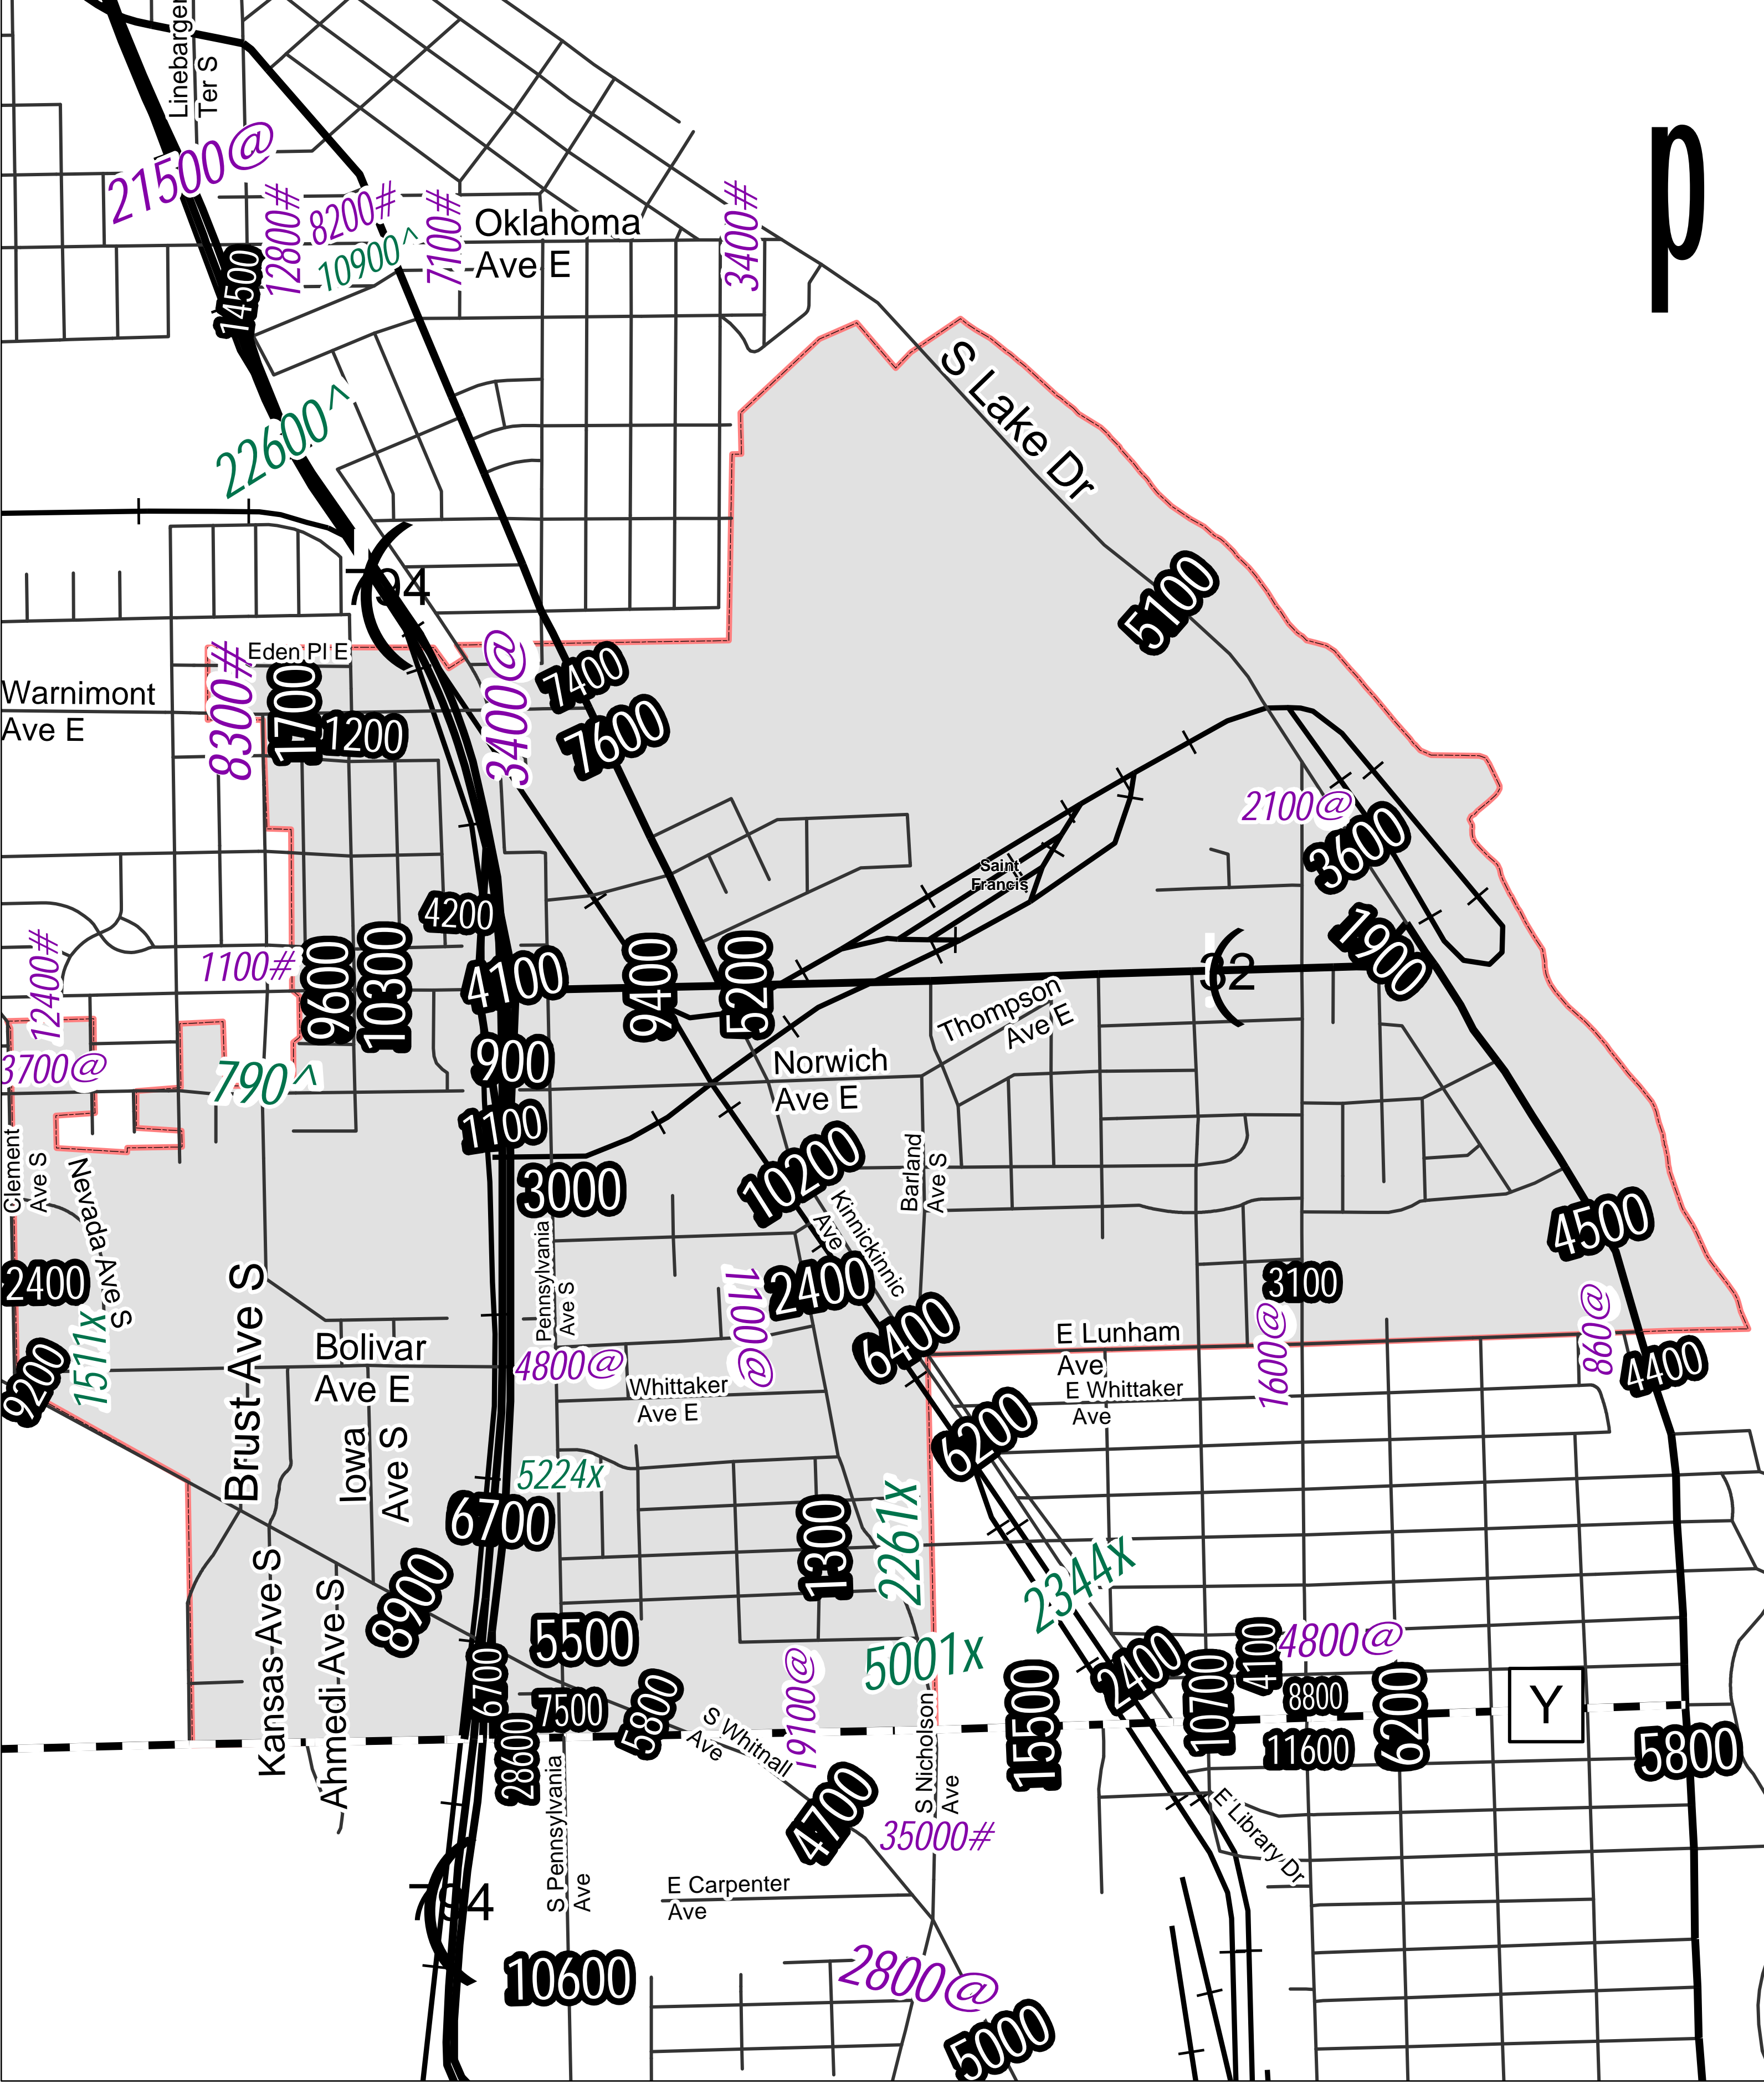 Linebarger
Ter S
p
21500@
12800#
8200#
10900^
7100#
Oklahoma
Ave E
3400#
14500
22600^
S Lake Dr
794
5100
Eden Pl E
8300#
1700
1200
3400@
7400
7600
Warnimont
Ave E
2100@
3600
Saint
Francis
4200
1900
12400#
1100#
9600
10300
4100
9400
5200
32
Thompson
Ave E
3700@
790^
900
Norwich
Ave E
1100
Clement
Ave S
Nevada Ave S
3000
10200
Barland
Ave S
Kinnickinnic
Ave
4500
2400
1511x
9200
Brust Ave S
Pennsylvania
Ave S
1100@
2400
6400
3100
1600@
860@
E Lunham
Ave
4400
Bolivar
Ave E
4800@
Whittaker
Ave E
E Whittaker
Ave
Iowa
Ave S
6200
5224x
6700
1300
2261x
2344x
Kansas Ave S
Ahmedi Ave S
8900
5500
5001x
2400
4100
4800@
6700
7500
5800
9100@
S Whitnall
Ave
S Nicholson
Ave
15500
10700
8800
11600
6200
Y
5800
28600
S Pennsylvania
Ave
4700
35000#
E Library Dr
794
E Carpenter
Ave
10600
2800@
5000